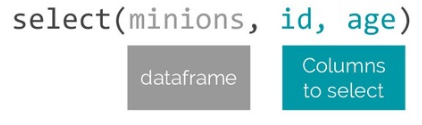 select(minions, id, age)
dataframe
Columns
to select